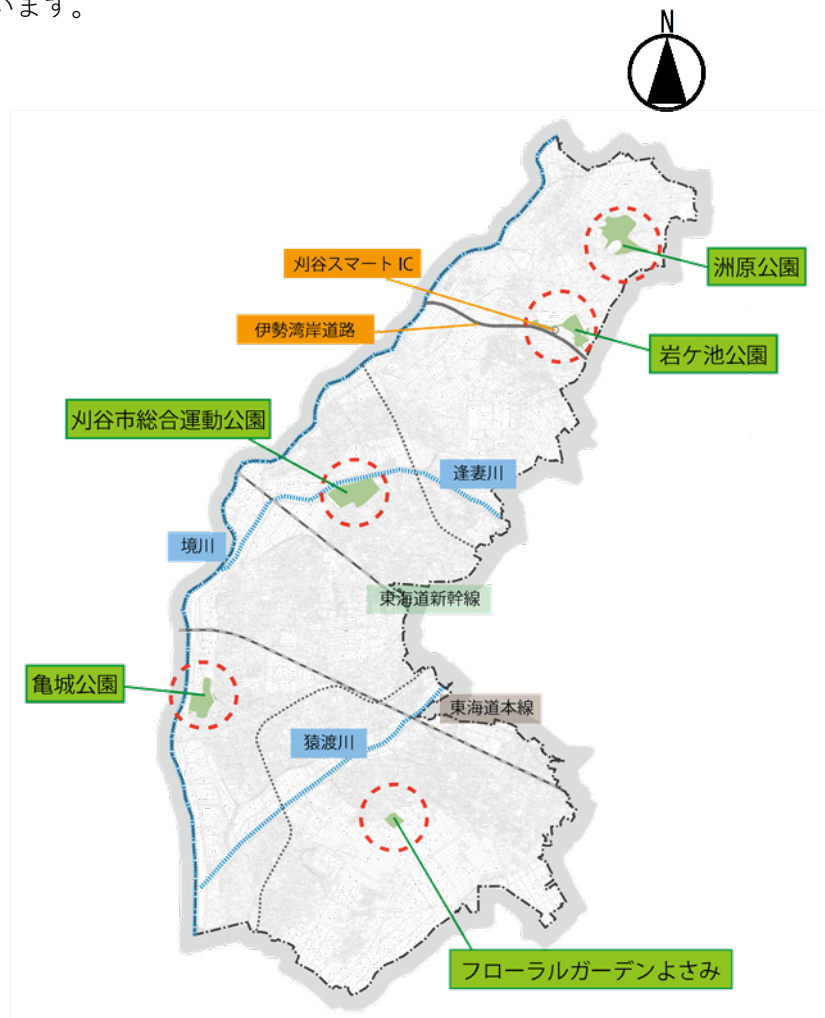 います。
N
刈谷スマート IC
洲原公園
伊勢湾岸道路
岩ケ池公園
刈谷市総合運動公園
逢妻川
境川
東海道新幹線
亀城公園
東海道本線
猿渡川
フローラルガーデンよさみ